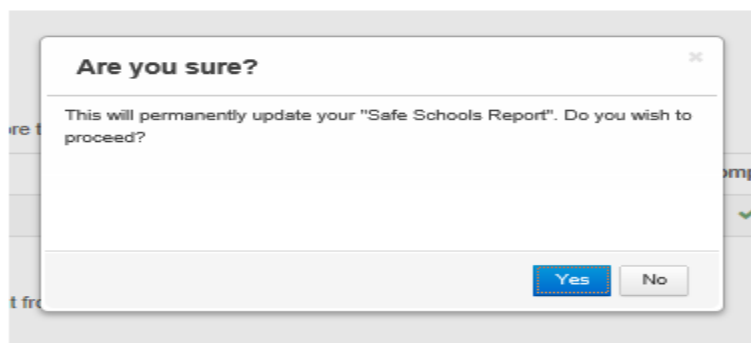 Are you sure?
This will permanently update your "Safe Schools Report". Do you wish to
proceed?
Yes No